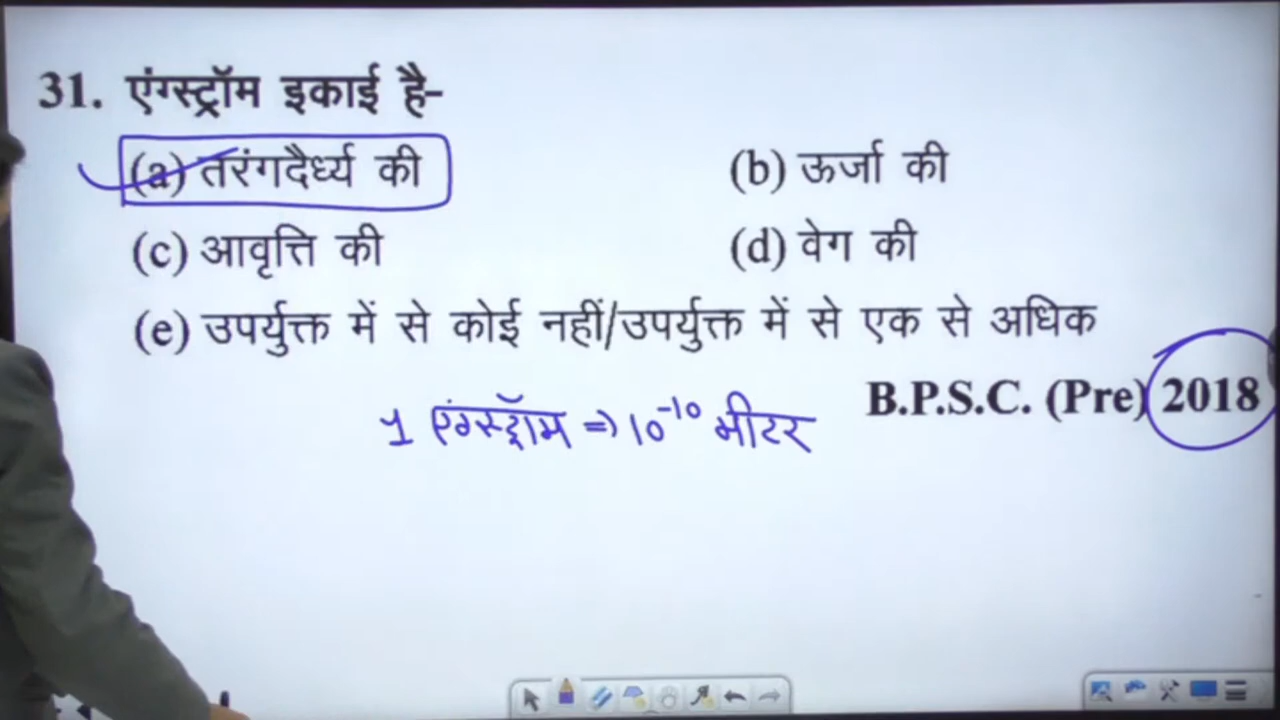 31. एंग्स्ट्रॉम इकाई है-
(a) तरंगदैर्ध्य की (b) ऊर्जा की
(c) आवृत्ति की (d) वेग की
(e) उपर्युक्त में से कोई नहीं/उपर्युक्त में से एक से अधिक
B.P.S.C. (Pre) 2018
1 एंग्स्ट्रॉम => 10⁻¹⁰ मीटर